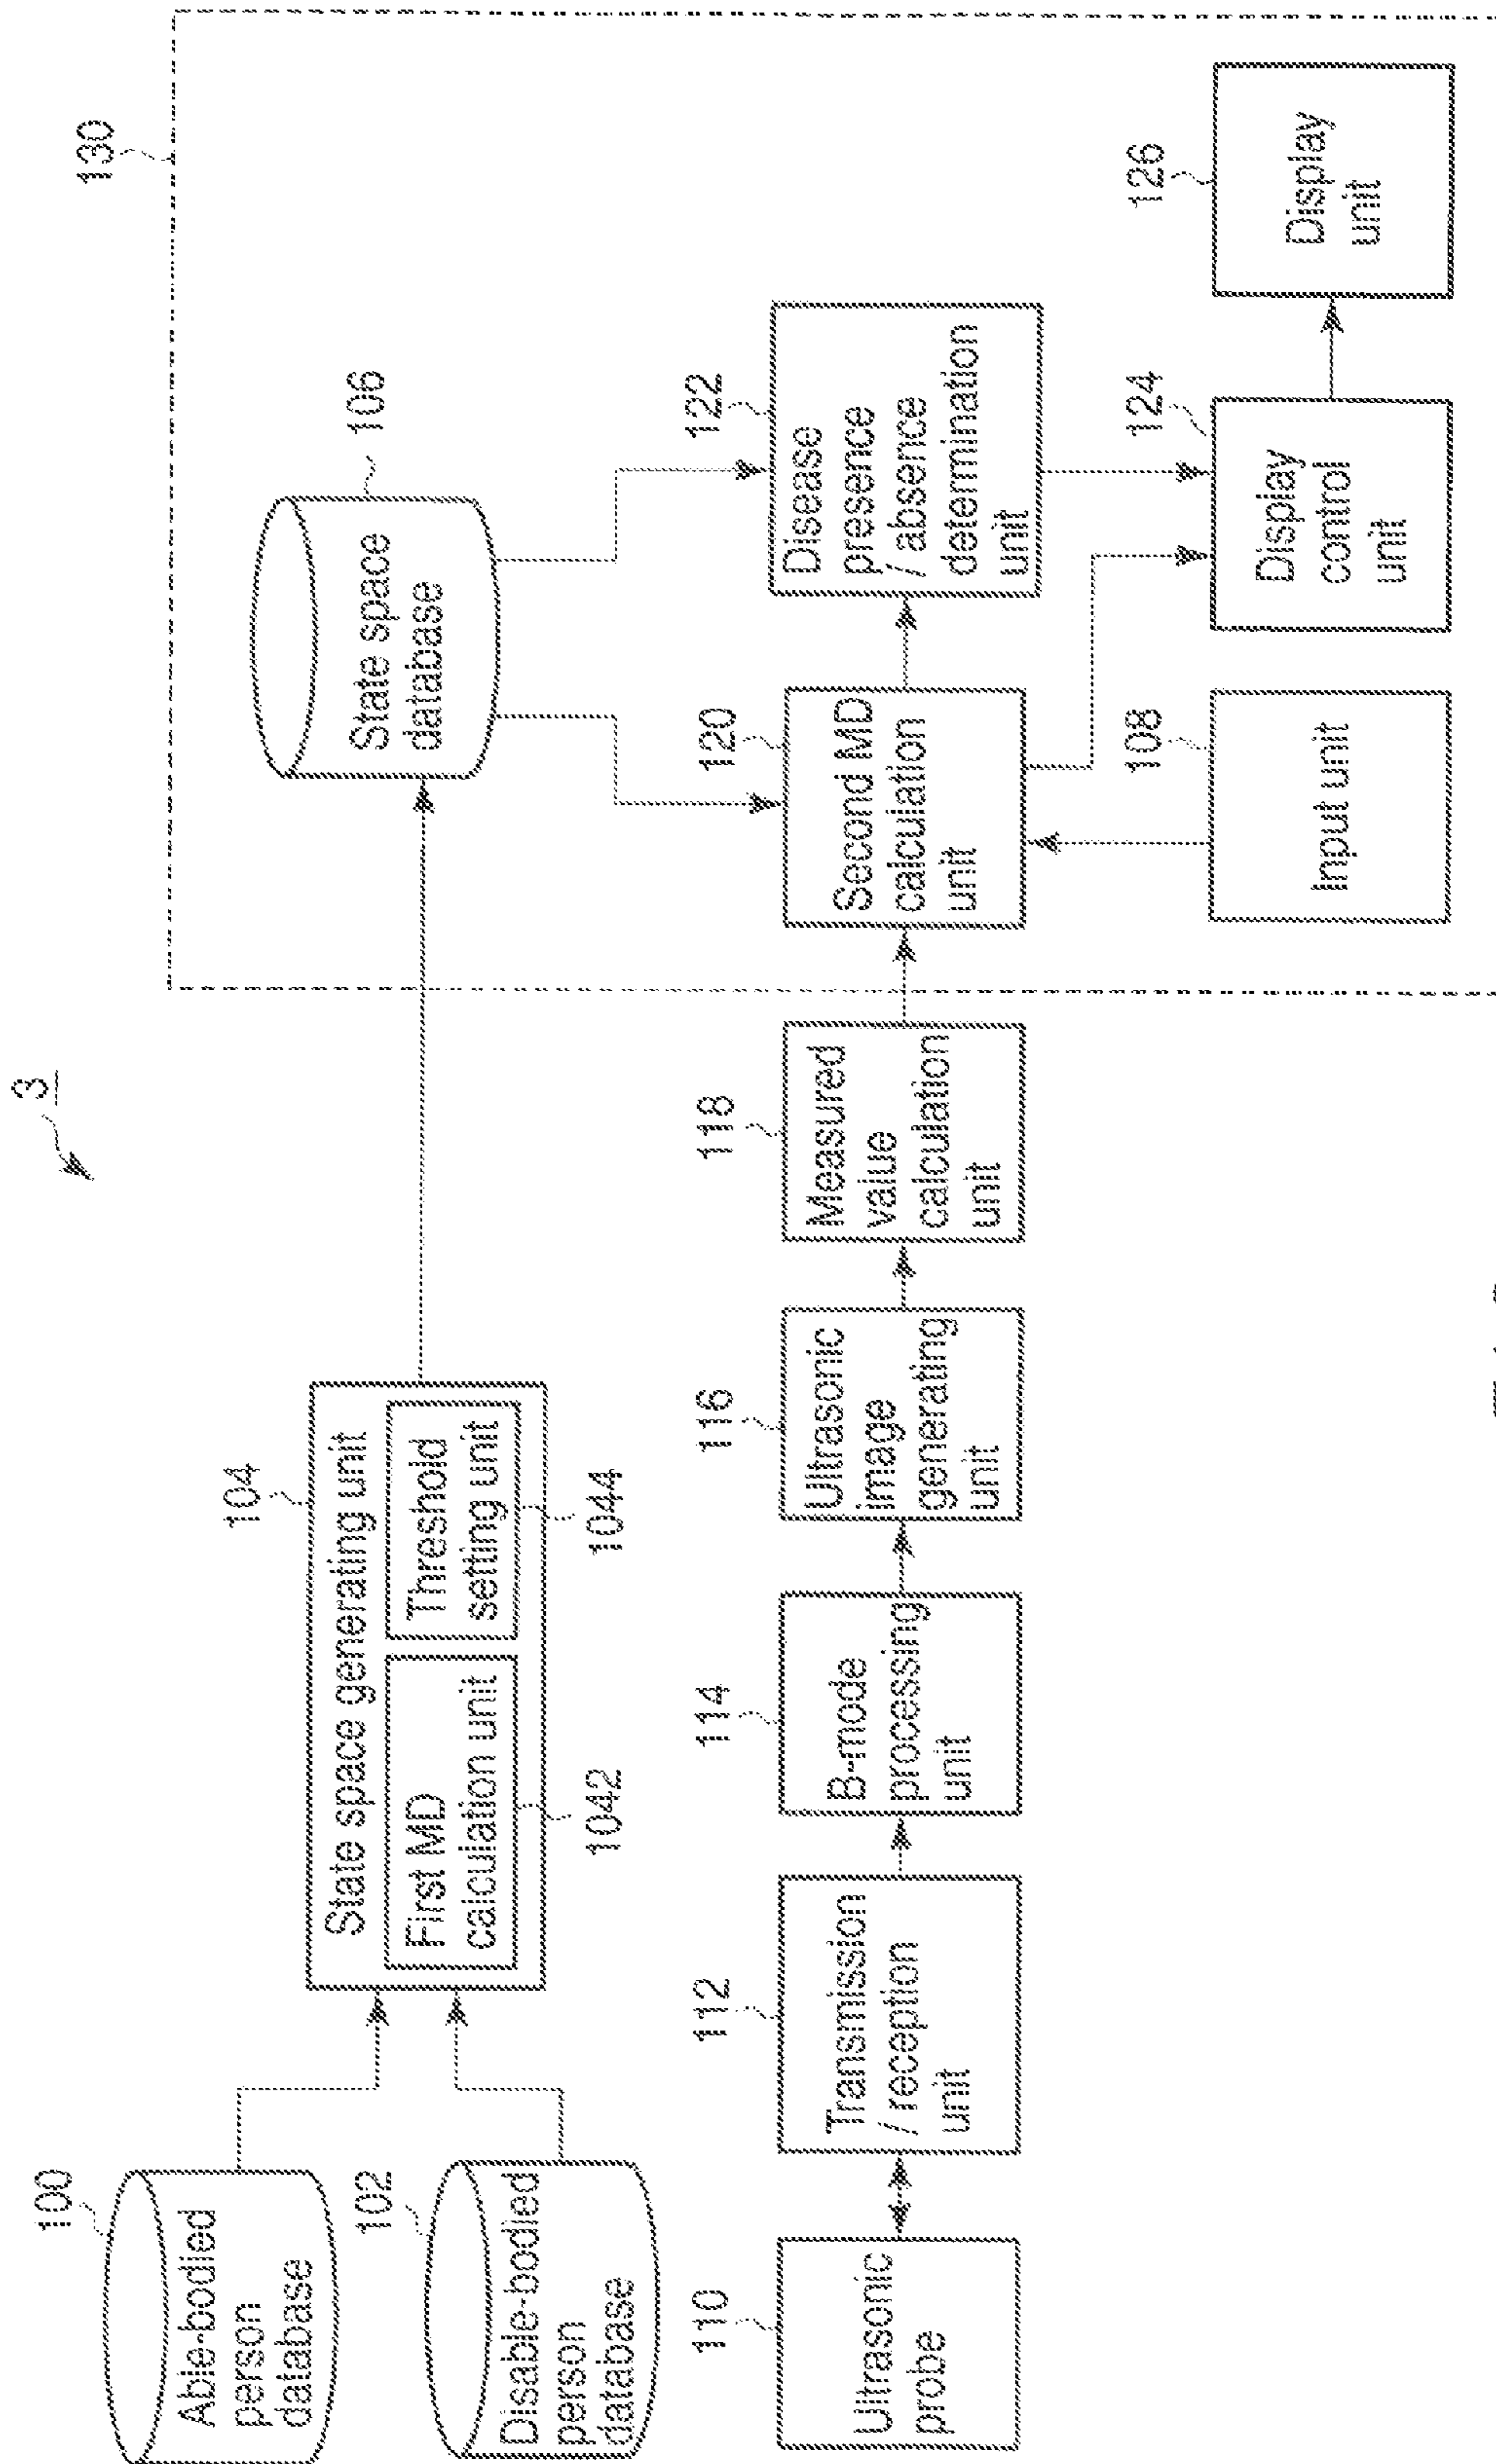 3
130
100
Able-bodied
person
database
102
Disable-bodied
person
database
104
State space generating unit
First MD
calculation unit
1042
Threshold
setting unit
1044
106
State space
database
110
Ultrasonic
probe
112
Transmission
/ reception
unit
114
B-mode
processing
unit
116
Ultrasonic
image
generating
unit
118
Measured
value
calculation
unit
120
Second MD
calculation
unit
122
Disease
presence
/ absence
determination
unit
108
Input unit
124
Display
control
unit
126
Display
unit